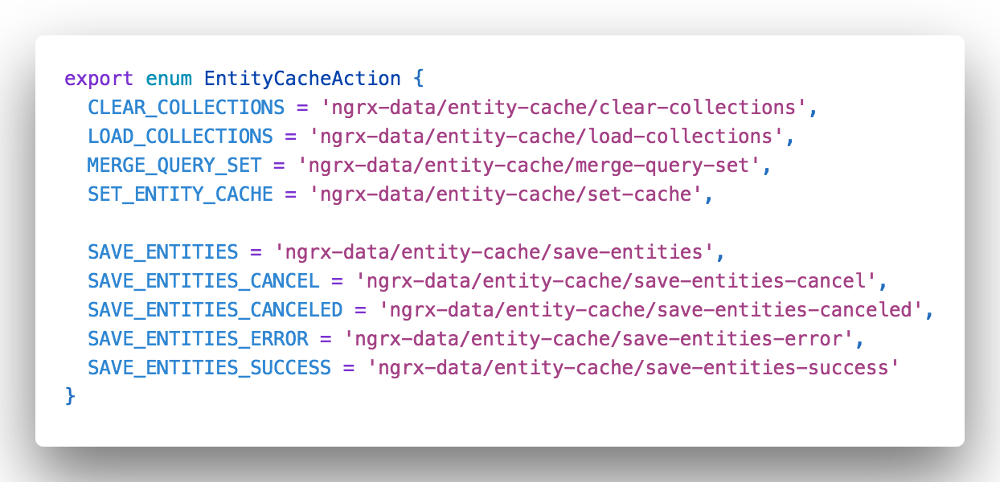 export enum EntityCacheAction {
  CLEAR_COLLECTIONS = 'ngrx-data/entity-cache/clear-collections',
  LOAD_COLLECTIONS = 'ngrx-data/entity-cache/load-collections',
  MERGE_QUERY_SET = 'ngrx-data/entity-cache/merge-query-set',
  SET_ENTITY_CACHE = 'ngrx-data/entity-cache/set-cache',

  SAVE_ENTITIES = 'ngrx-data/entity-cache/save-entities',
  SAVE_ENTITIES_CANCEL = 'ngrx-data/entity-cache/save-entities-cancel',
  SAVE_ENTITIES_CANCELED = 'ngrx-data/entity-cache/save-entities-canceled',
  SAVE_ENTITIES_ERROR = 'ngrx-data/entity-cache/save-entities-error',
  SAVE_ENTITIES_SUCCESS = 'ngrx-data/entity-cache/save-entities-success'
}